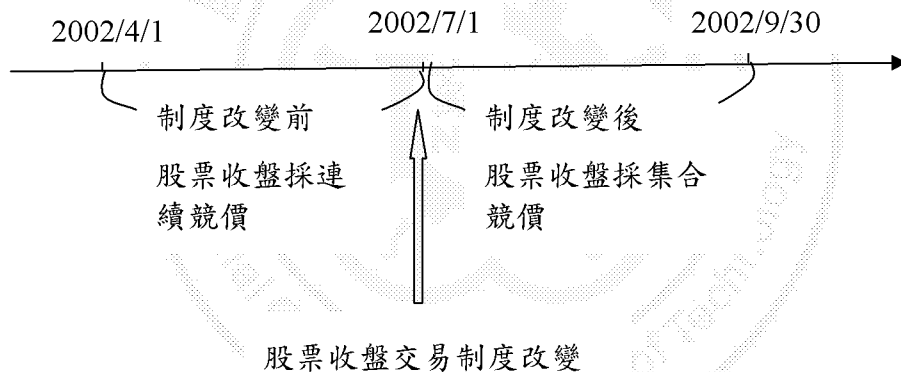 2002/4/1
2002/7/1
2002/9/30
制度改變前
制度改變後
股票收盤採連
續競價
股票收盤採集合
競價
股票收盤交易制度改變
of Technology